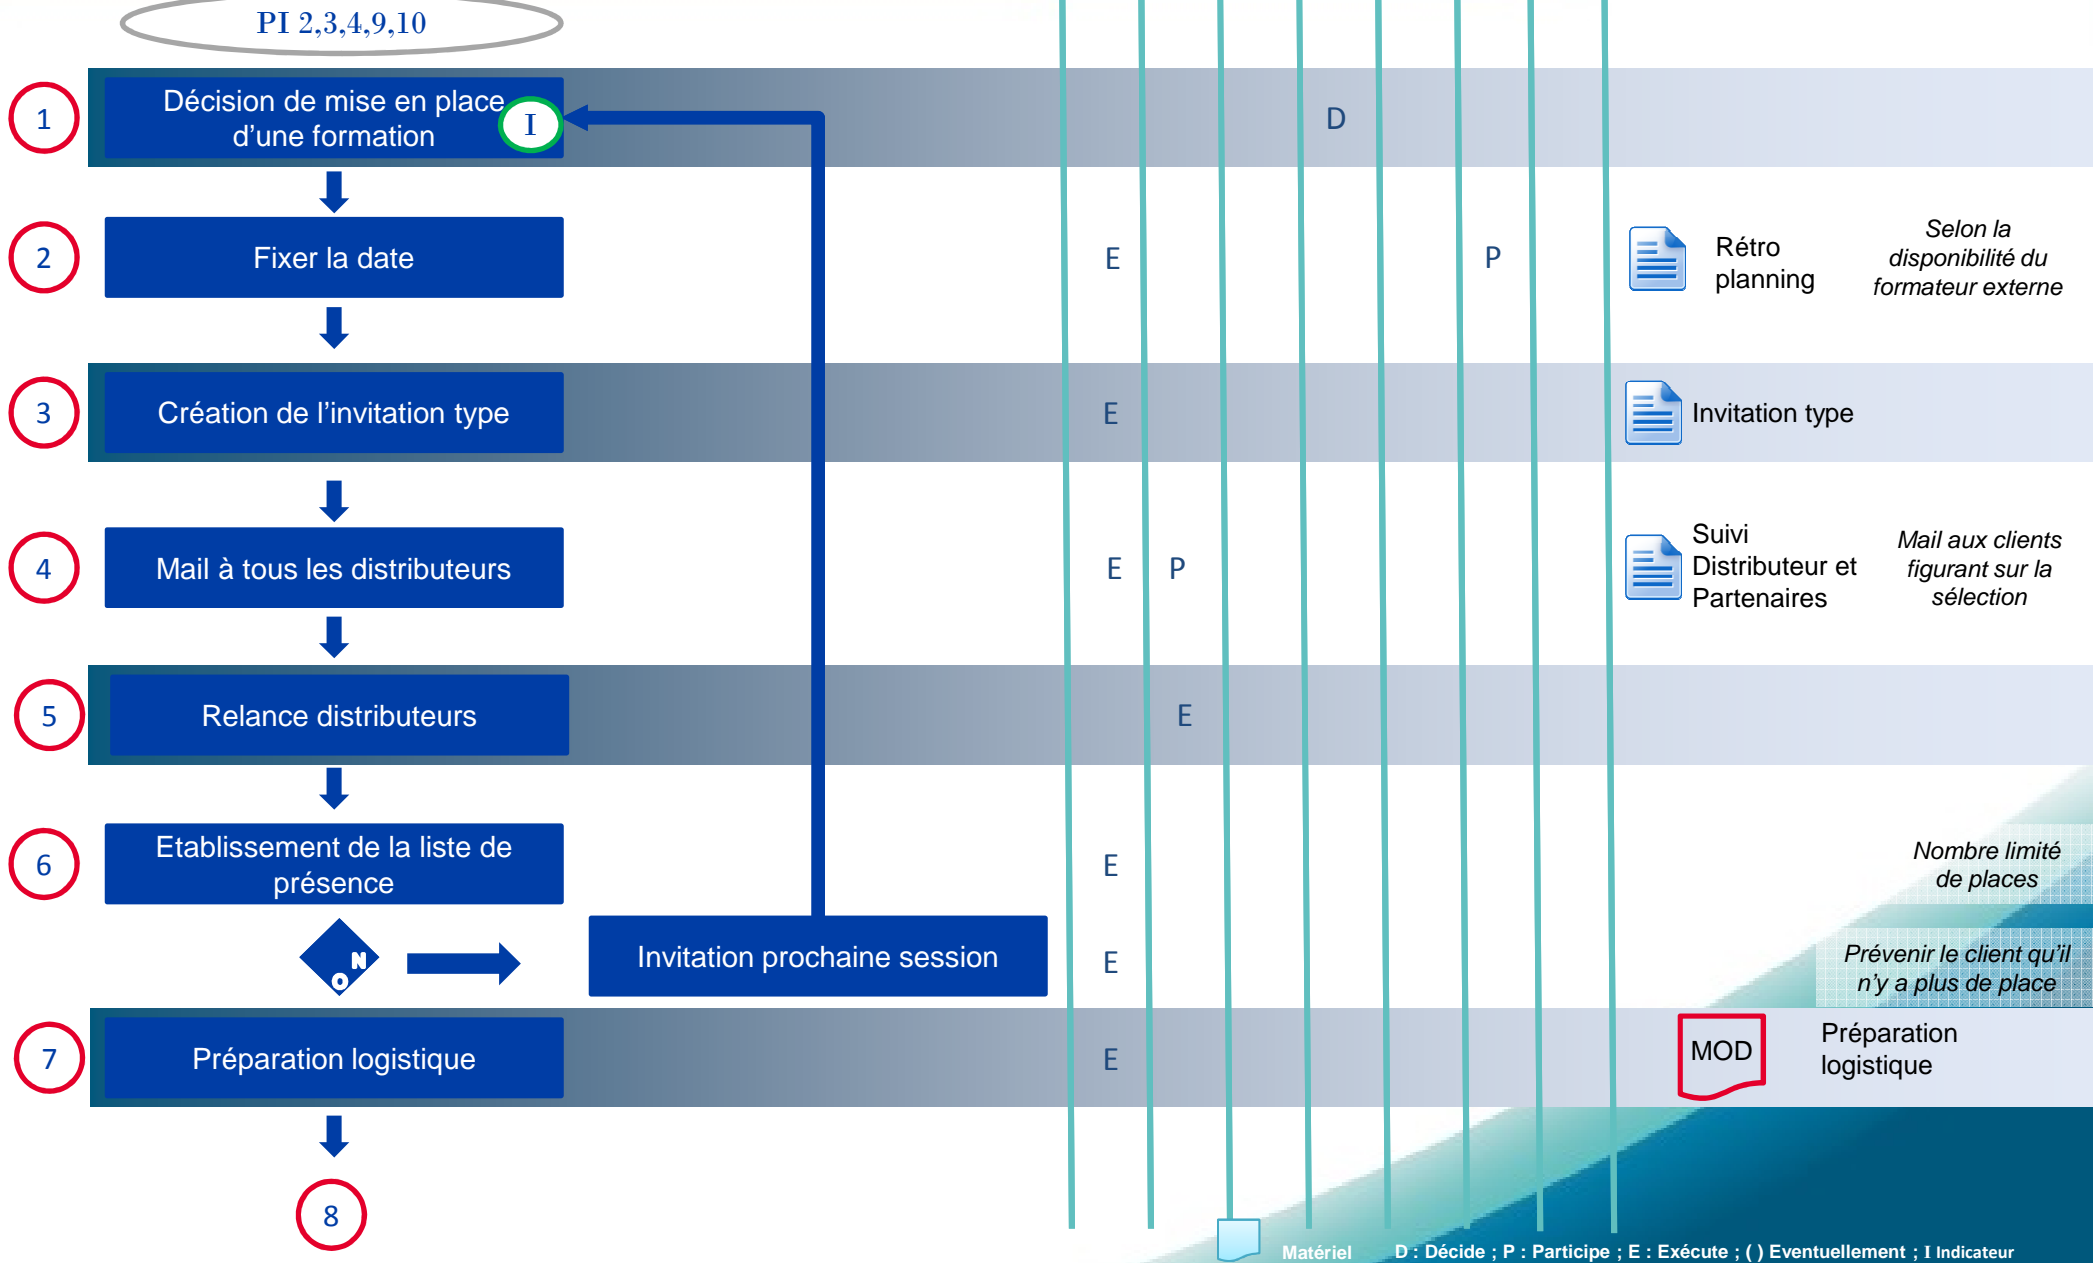 PI 2,3,4,9,10
1
Décision de mise en place
d'une formation
I
D
2
Fixer la date
E
P
Rétro
planning
Selon la
disponibilité du
formateur externe
3
Création de l'invitation type
E
Invitation type
4
Mail à tous les distributeurs
E
P
Suivi
Distributeur et
Partenaires
Mail aux clients
figurant sur la
sélection
5
Relance distributeurs
E
6
Etablissement de la liste de
présence
E
Nombre limité
de places
N
O
Invitation prochaine session
E
Prévenir le client qu'il
n'y a plus de place
7
Préparation logistique
E
MOD
Préparation
logistique
8
Matériel
D : Décide ; P : Participe ; E : Exécute ; ( ) Eventuellement ; I Indicateur